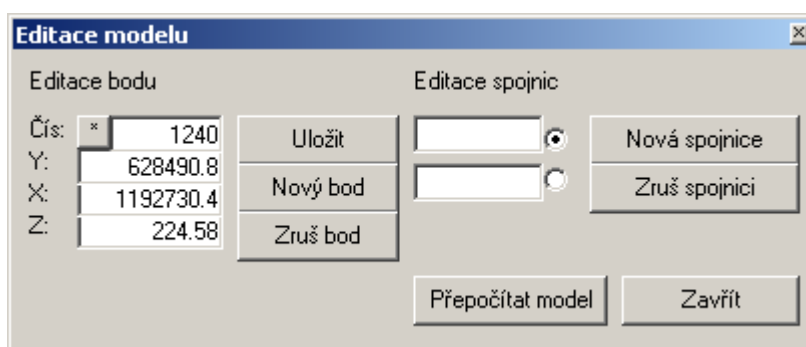 Editace modelu
Editace bodu
Editace spojnic
Čís: * 1240
Y: 628490.8
X: 1192730.4
Z: 224.58
Uložit
Nový bod
Zruš bod
Nová spojnice
Zruš spojnici
Přepočítat model
Zavřít